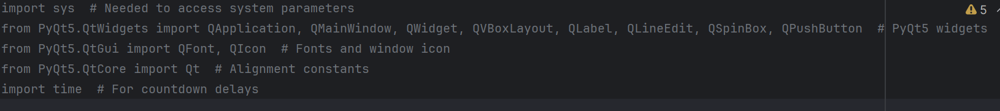 import sys  # Needed to access system parameters
5
from PyQt5.QtWidgets import QApplication, QMainWindow, QWidget, QVBoxLayout, QLabel, QLineEdit, QSpinBox, QPushButton  # PyQt5 widgets
from PyQt5.QtGui import QFont, QIcon  # Fonts and window icon
from PyQt5.QtCore import Qt  # Alignment constants
import time  # For countdown delays